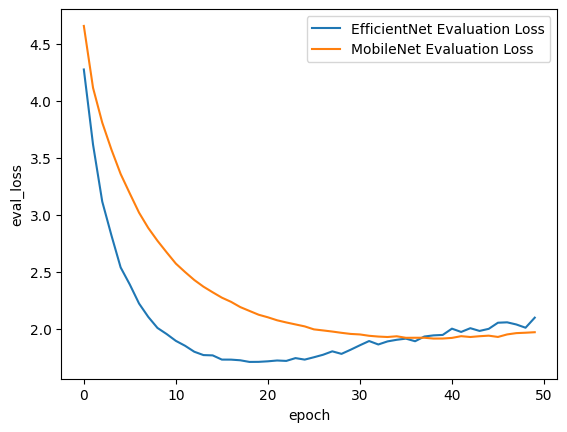 EfficientNet Evaluation Loss
MobileNet Evaluation Loss
4.5
4.0
3.5
3.0
2.5
2.0
eval_loss
0 10 20 30 40 50
epoch